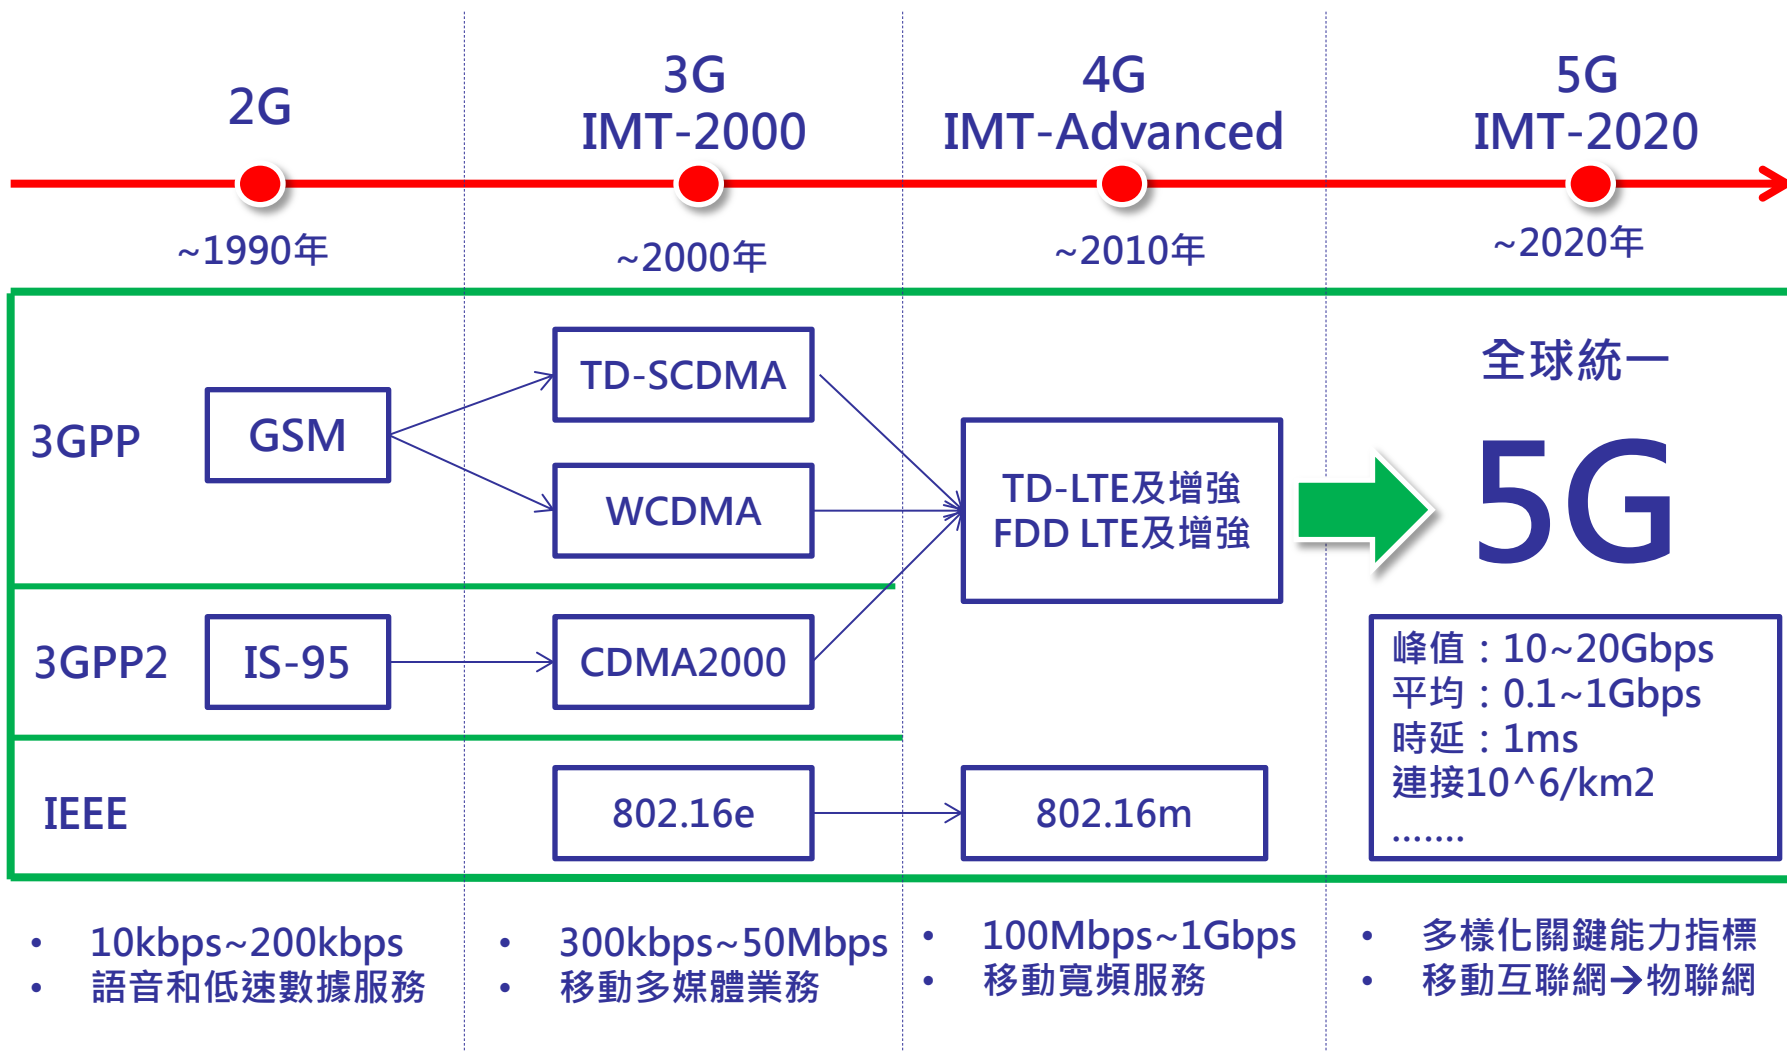 2G
3G
IMT-2000
4G
IMT-Advanced
5G
IMT-2020
~1990年
~2000年
~2010年
~2020年
3GPP
GSM
TD-SCDMA
WCDMA
TD-LTE及增強
FDD LTE及增強
全球統一
5G
3GPP2
IS-95
CDMA2000
峰值：10~20Gbps
平均：0.1~1Gbps
時延：1ms
連接10^6/km2
.......
IEEE
802.16e
802.16m
• 10kbps~200kbps
• 語音和低速數據服務
• 300kbps~50Mbps
• 移動多媒體業務
• 100Mbps~1Gbps
• 移動寬頻服務
• 多樣化關鍵能力指標
• 移動互聯網→物聯網